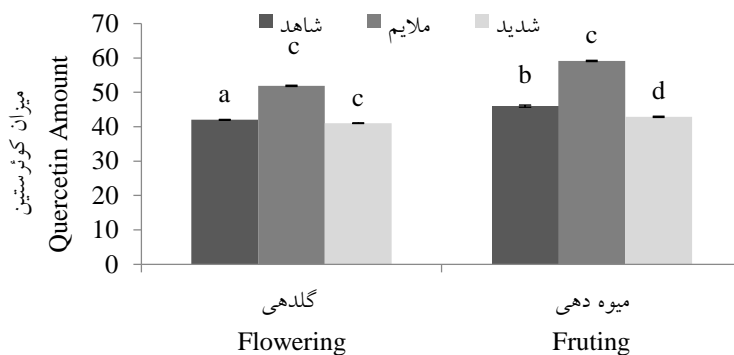 70
60
50
40
30
20
10
0
میزان کوئرستین
Quercetin Amount
شاهد
ملایم
شدید
a
c
c
b
c
d
گلدهی
Flowering
میوه دهی
Fruting